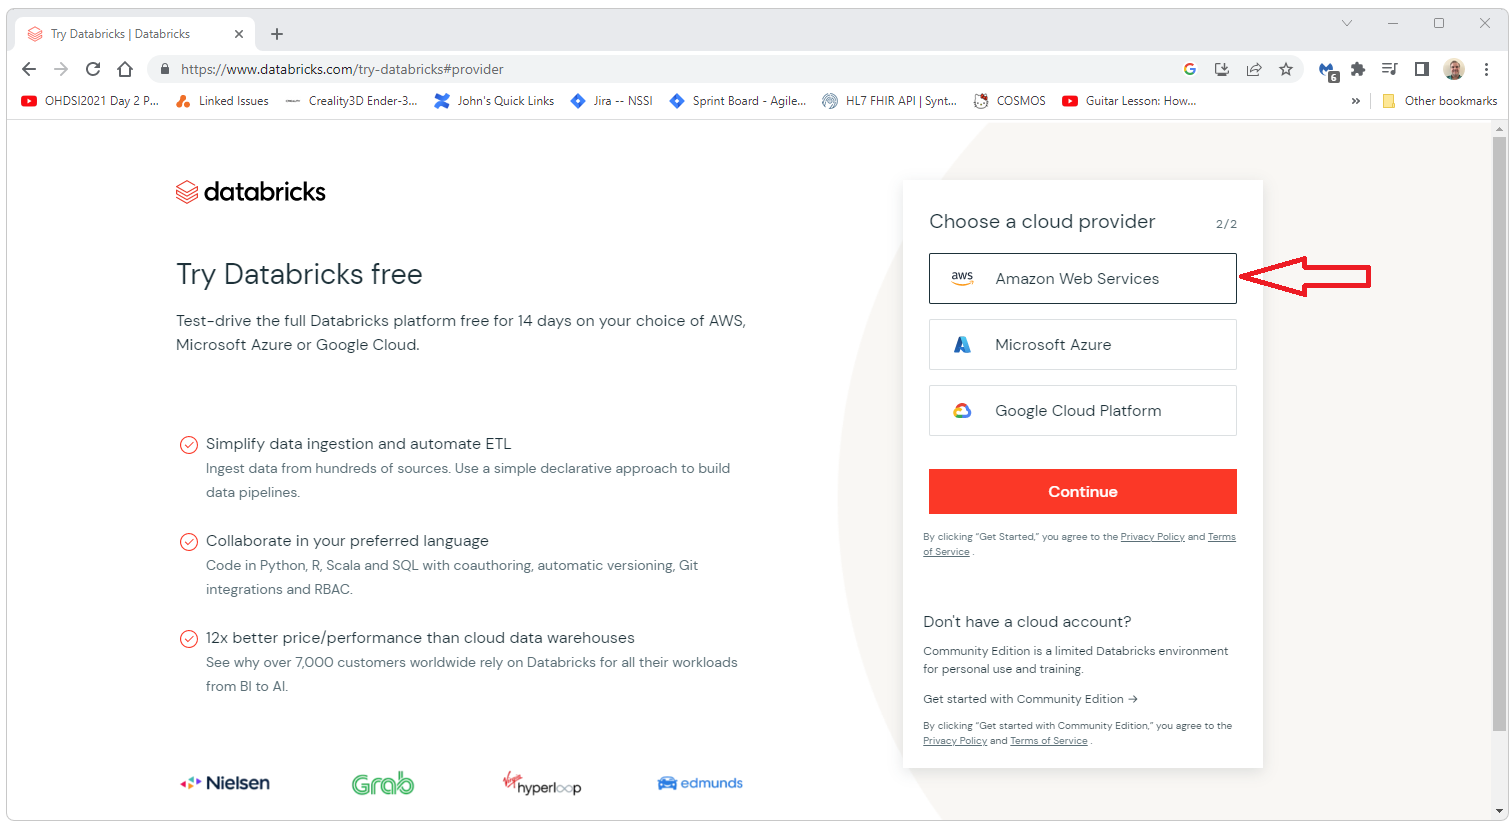 Try Databricks | Databricks
https://www.databricks.com/try-databricks#provider
6
OHDSI2021 Day 2 P...
Linked Issues
Creality3D Ender-3...
John's Quick Links
Jira -- NSSI
Sprint Board - Agile...
HL7 FHIR API | Synt...
COSMOS
Guitar Lesson: How...
»
Other bookmarks
databricks
Try Databricks free
Test-drive the full Databricks platform free for 14 days on your choice of AWS,
Microsoft Azure or Google Cloud.
Simplify data ingestion and automate ETL
Ingest data from hundreds of sources. Use a simple declarative approach to build
data pipelines.
Collaborate in your preferred language
Code in Python, R, Scala and SQL with coauthoring, automatic versioning, Git
integrations and RBAC.
12x better price/performance than cloud data warehouses
See why over 7,000 customers worldwide rely on Databricks for all their workloads
from BI to AI.
Nielsen
Grab
Virgin
hyperloop
edmunds
Choose a cloud provider 2/2
aws Amazon Web Services
Microsoft Azure
Google Cloud Platform
Continue
By clicking “Get Started,” you agree to the Privacy Policy and Terms
of Service .
Don't have a cloud account?
Community Edition is a limited Databricks environment
for personal use and training.
Get started with Community Edition →
By clicking “Get started with Community Edition,” you agree to the
Privacy Policy and Terms of Service .